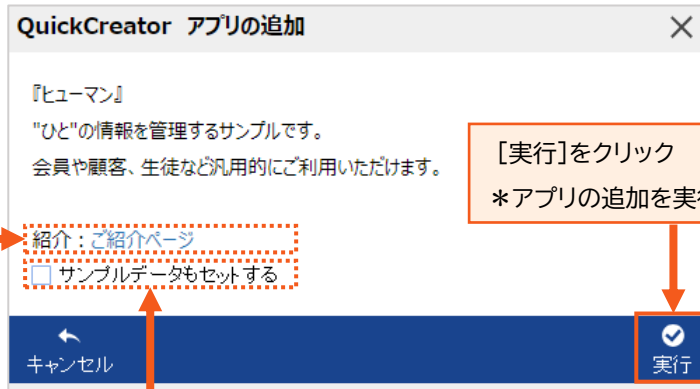 QuickCreator アプリの追加
『ヒューマン』
"ひと"の情報を管理するサンプルです。
会員や顧客、生徒など汎用的にご利用いただけます。
[実行]をクリック
*アプリの追加を実
紹介：ご紹介ページ
サンプルデータもセットする
キャンセル
実行